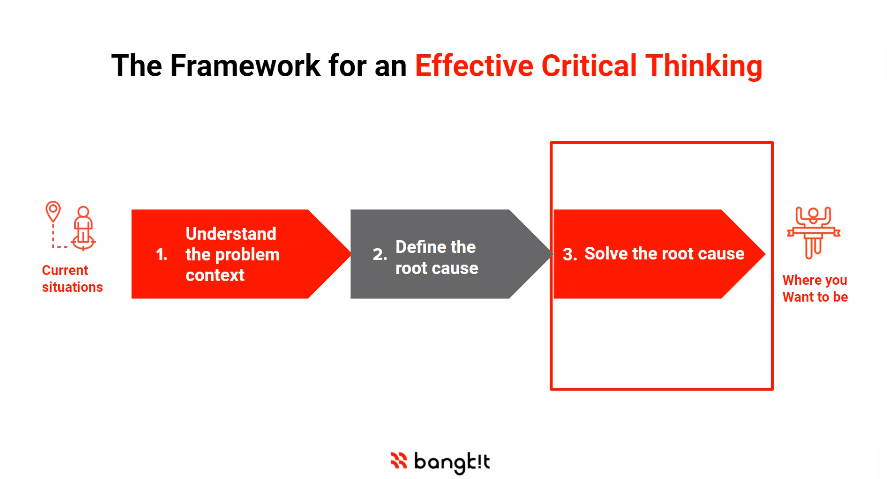 The Framework for an Effective Critical Thinking
Current
situations
1.
Understand
the problem
context
2.
Define the
root cause
3. Solve the root cause
Where you
Want to be
bangk!t